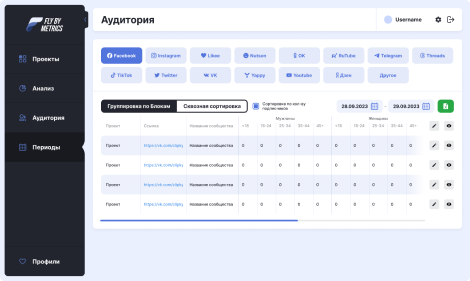 FLY BY
METRICS
Проекты
Анализ
Аудитория
Периоды
Профили
Аудитория
Username
Facebook Instagram Likee Nutson OK RuTube Telegram Threads
TikTok Twitter VK Yappy Youtube Дзен Другое
Группировка по блокам Сквозная сортировка
Сортировка по кол-ву
подписчиков
28.09.2023 - 29.09.2023
Мужчины Женщины
Проект Ссылка Название сообщества <18 18-24 25-34 35-44 45+ <18 18-24 25-34 35-44 45+
Проект https://vk.com/clipky Название сообщества 0 0 0 0 0 0 0 0 0 0
Проект https://vk.com/clipky Название сообщества 0 0 0 0 0 0 0 0 0 0
Проект https://vk.com/clipky Название сообщества 0 0 0 0 0 0 0 0 0 0
Проект https://vk.com/clipky Название сообщества 0 0 0 0 0 0 0 0 0 0